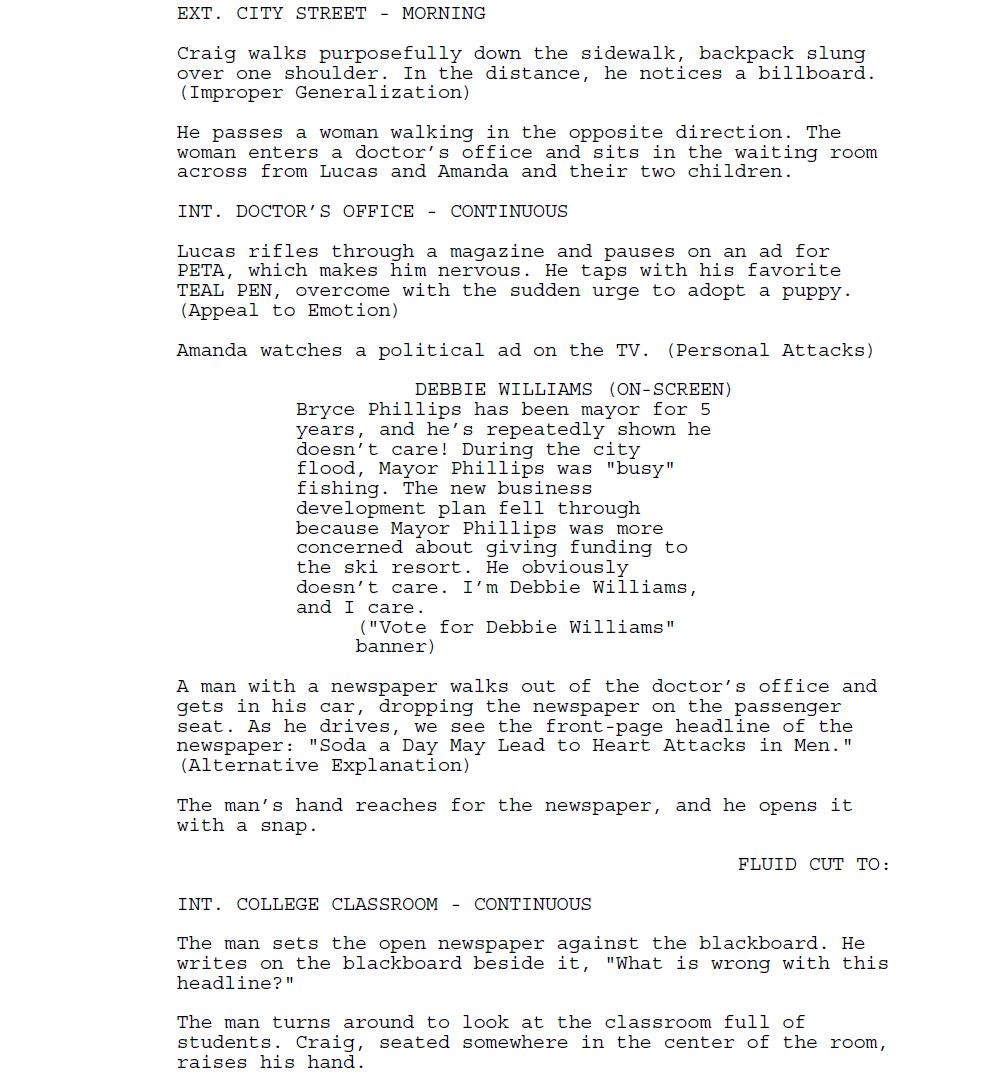 EXT. CITY STREET - MORNING
Craig walks purposefully down the sidewalk, backpack slung
over one shoulder. In the distance, he notices a billboard.
(Improper Generalization)
He passes a woman walking in the opposite direction. The
woman enters a doctor's office and sits in the waiting room
across from Lucas and Amanda and their two children.
INT. DOCTOR'S OFFICE - CONTINUOUS
Lucas rifles through a magazine and pauses on an ad for
PETA, which makes him nervous. He taps with his favorite
TEAL PEN, overcome with the sudden urge to adopt a puppy.
(Appeal to Emotion)
Amanda watches a political ad on the TV. (Personal Attacks)
DEBBIE WILLIAMS (ON-SCREEN)
Bryce Phillips has been mayor for 5
years, and he's repeatedly shown he
doesn't care! During the city
flood, Mayor Phillips was "busy"
fishing. The new business
development plan fell through
because Mayor Phillips was more
concerned about giving funding to
the ski resort. He obviously
doesn't care. I'm Debbie Williams,
and I care.
("Vote for Debbie Williams"
banner)
A man with a newspaper walks out of the doctor's office and
gets in his car, dropping the newspaper on the passenger
seat. As he drives, we see the front-page headline of the
newspaper: "Soda a Day May Lead to Heart Attacks in Men."
(Alternative Explanation)
The man's hand reaches for the newspaper, and he opens it
with a snap.
FLUID CUT TO:
INT. COLLEGE CLASSROOM - CONTINUOUS
The man sets the open newspaper against the blackboard. He
writes on the blackboard beside it, "What is wrong with this
headline?"
The man turns around to look at the classroom full of
students. Craig, seated somewhere in the center of the room,
raises his hand.